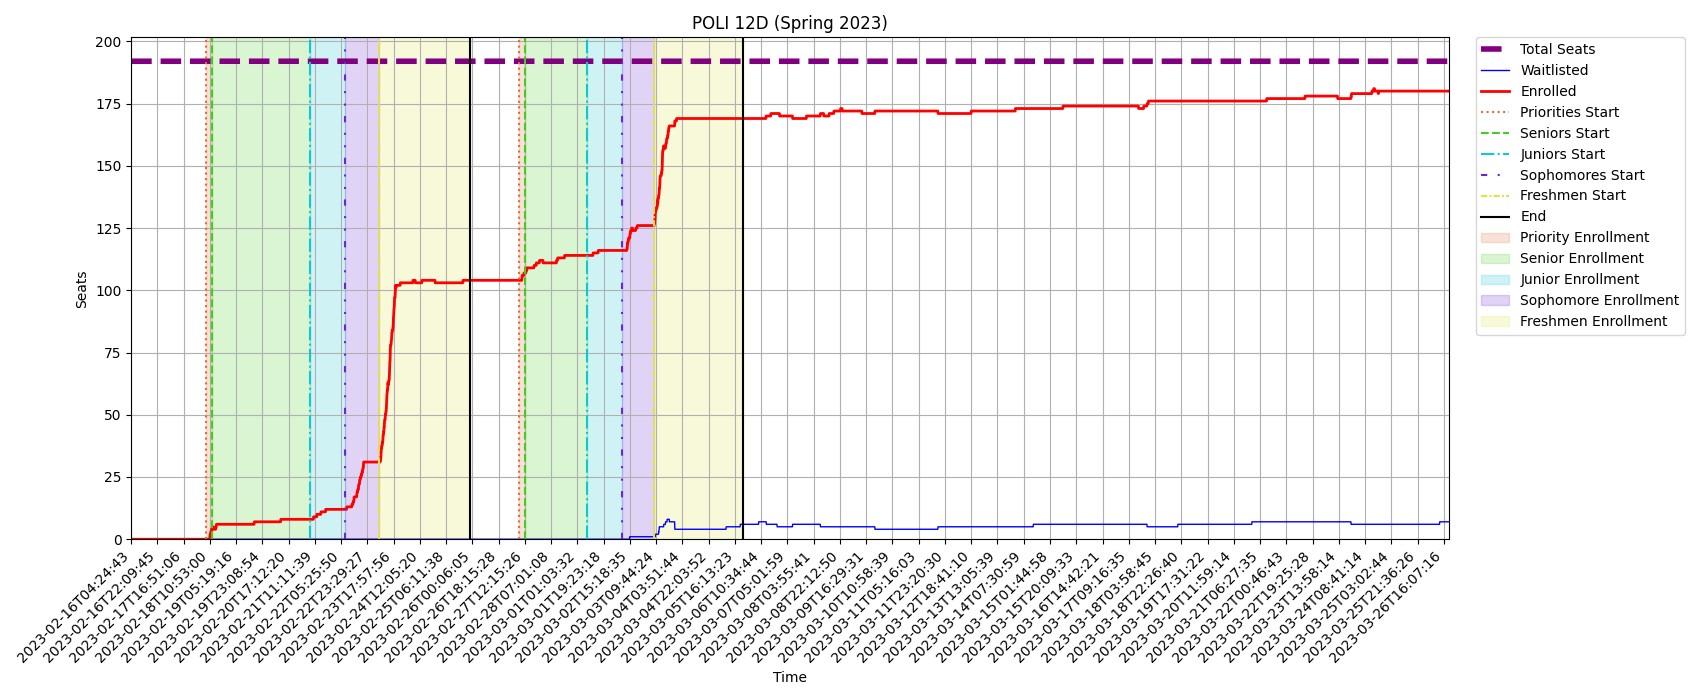 POLI 12D (Spring 2023)
200
175
150
125
100
75
50
25
0
Seats
2023-02-16T04:24:43
2023-02-16T22:09:45
2023-02-17T16:51:06
2023-02-18T10:53:00
2023-02-19T05:19:16
2023-02-19T23:08:54
2023-02-20T17:12:20
2023-02-21T11:11:39
2023-02-22T05:25:50
2023-02-22T23:29:27
2023-02-23T17:57:56
2023-02-24T12:05:20
2023-02-25T06:11:38
2023-02-26T00:06:05
2023-02-26T18:15:28
2023-02-27T12:15:26
2023-02-28T07:01:08
2023-03-01T01:03:32
2023-03-01T19:23:18
2023-03-02T15:18:35
2023-03-03T09:44:24
2023-03-04T03:51:44
2023-03-04T22:03:52
2023-03-05T16:13:23
2023-03-06T10:34:44
2023-03-07T05:01:59
2023-03-08T03:55:41
2023-03-08T22:12:50
2023-03-09T16:29:31
2023-03-10T10:58:39
2023-03-11T05:16:03
2023-03-11T23:20:30
2023-03-12T18:41:10
2023-03-13T13:05:39
2023-03-14T07:30:59
2023-03-15T01:44:58
2023-03-15T20:09:33
2023-03-16T14:42:21
2023-03-17T09:16:35
2023-03-18T03:58:45
2023-03-18T22:26:40
2023-03-19T17:31:22
2023-03-20T11:59:14
2023-03-21T06:27:35
2023-03-22T00:46:43
2023-03-22T19:25:28
2023-03-23T13:58:14
2023-03-24T08:41:14
2023-03-25T03:02:44
2023-03-25T21:36:26
2023-03-26T16:07:16
Time
Total Seats
Waitlisted
Enrolled
Priorities Start
Seniors Start
Juniors Start
Sophomores Start
Freshmen Start
End
Priority Enrollment
Senior Enrollment
Junior Enrollment
Sophomore Enrollment
Freshmen Enrollment